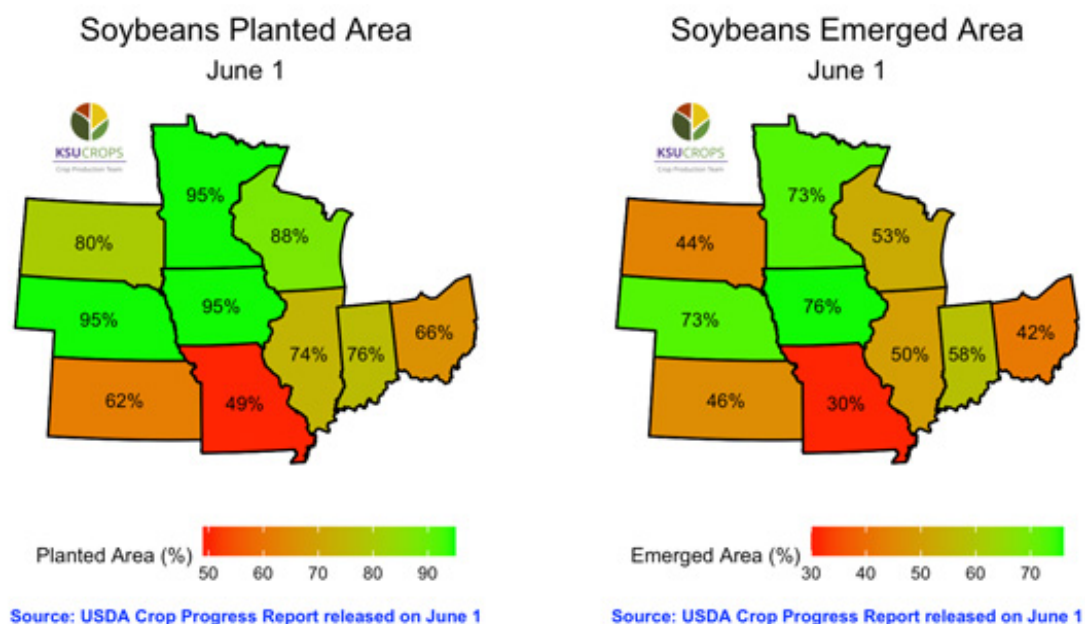 Soybeans Planted Area
June 1
KSUCROPS
Crop Production Team
95%
88%
80%
95%
95%
66%
74%
76%
62%
49%
Planted Area (%)
50 60 70 80 90
Source: USDA Crop Progress Report released on June 1
Soybeans Emerged Area
June 1
KSUCROPS
Crop Production Team
73%
53%
44%
76%
73%
42%
50%
58%
46%
30%
Emerged Area (%)
30 40 50 60 70
Source: USDA Crop Progress Report released on June 1